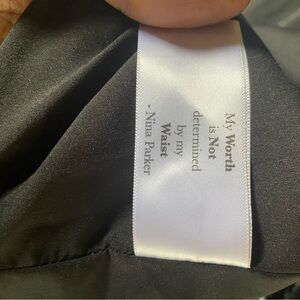 My Worth
is Not
determined
by my
Waist
- Nina Parker